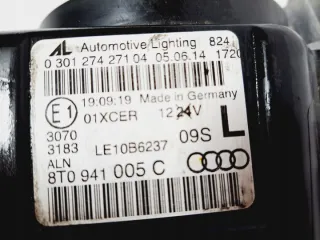 AL Automotive Lighting 824
0 301 274 271 04 05.06.14 1720
E1 19:09:19 Made in Germany
01XCER 12 24V
3070 09S L
3183 LE10B6237
ALN
8T0 941 005 C